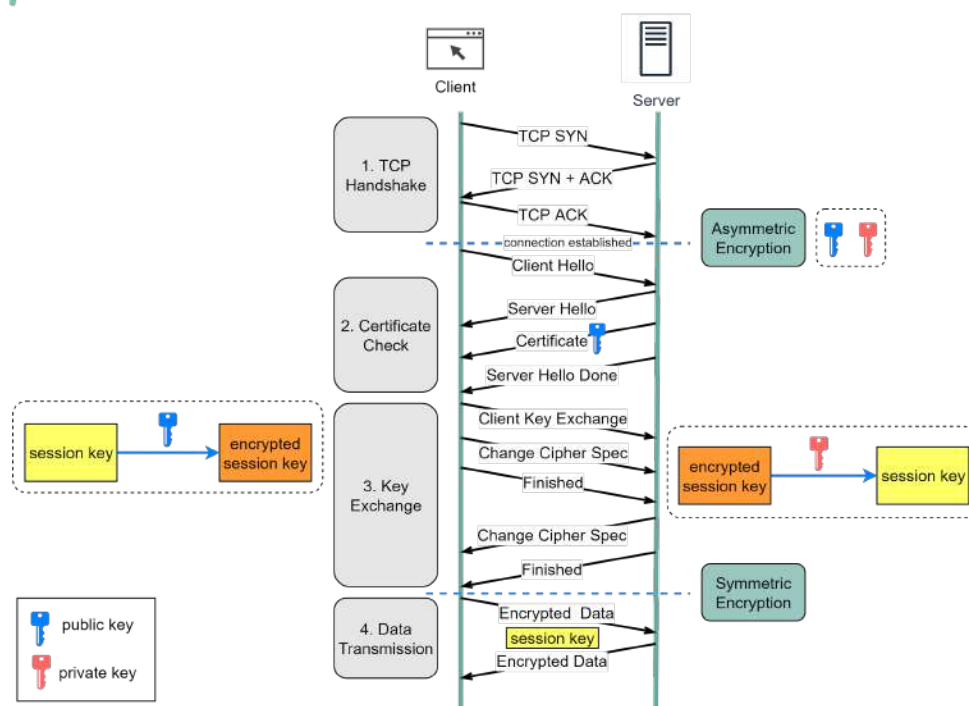 Client
Server
1. TCP
Handshake
TCP SYN
TCP SYN + ACK
TCP ACK
connection established
Asymmetric
Encryption
Client Hello
2. Certificate
Check
Server Hello
Certificate
Server Hello Done
3. Key
Exchange
Client Key Exchange
Change Cipher Spec
Finished
Change Cipher Spec
Finished
session key
encrypted
session key
encrypted
session key
session key
Symmetric
Encryption
4. Data
Transmission
Encrypted Data
session key
Encrypted Data
public key
private key